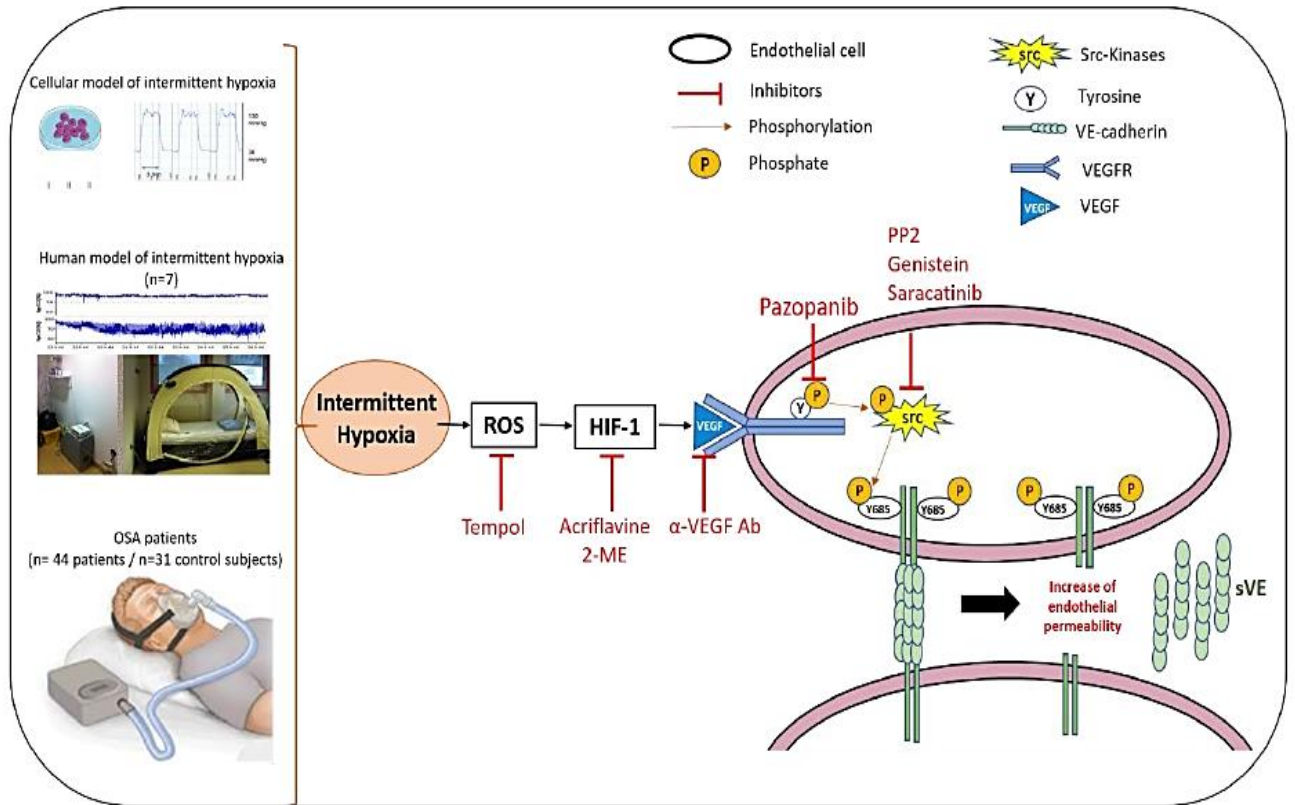 Cellular model of intermittent hypoxia
Human model of intermittent hypoxia
(n=7)
OSA patients
(n= 44 patients / n=31 control subjects)
Intermittent
Hypoxia
ROS
HIF-1
VEGF
Tempol
Acriflavine
2-ME
α-VEGF Ab
Endothelial cell
Inhibitors
Phosphorylation
P
Phosphate
src
Src-Kinases
Y
Tyrosine
VE-cadherin
VEGFR
VEGF
VEGF
PP2
Genistein
Saracatinib
Pazopanib
Y
P
P
src
P
Y685
P
Y685
P
Y685
P
Y685
Increase of
endothelial
permeability
sVE